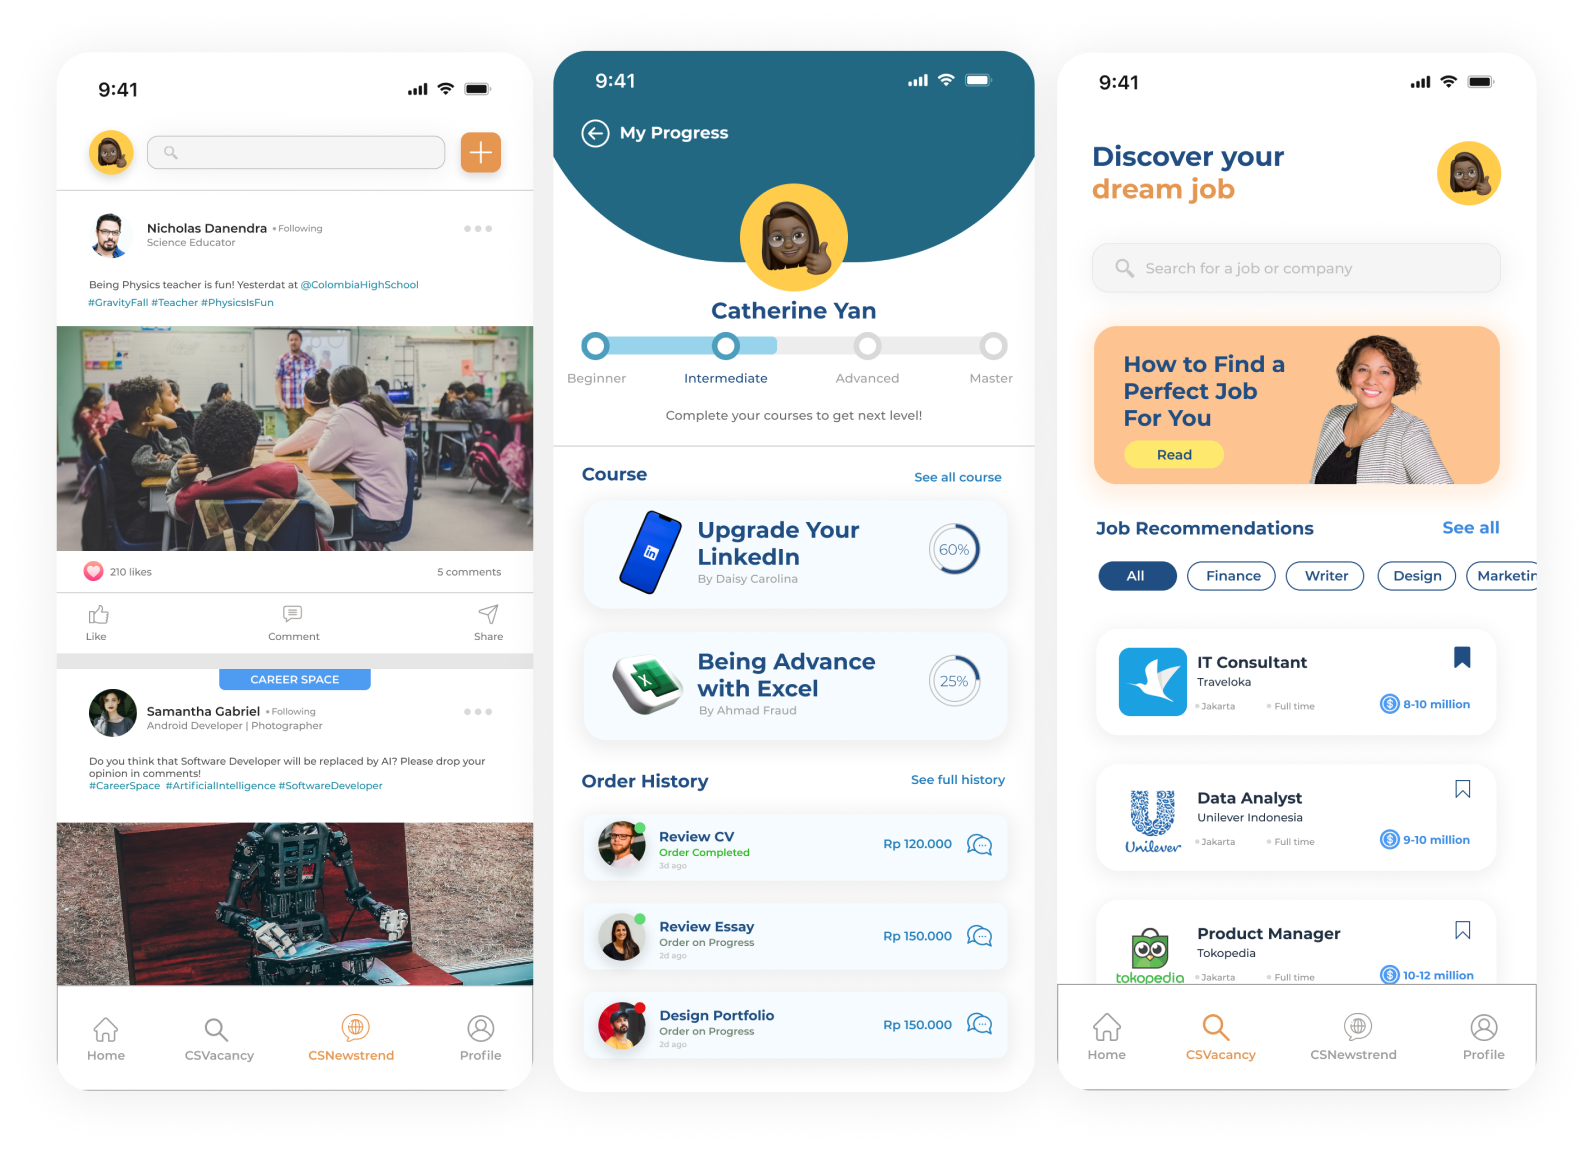 9:41
Nicholas Danendra • Following
Science Educator
Being Physics teacher is fun! Yesterdat at @ColombiaHighSchool
#GravityFall #Teacher #PhysicsIsFun
210 likes
5 comments
Like
Comment
Share
CAREER SPACE
Samantha Gabriel • Following
Android Developer | Photographer
Do you think that Software Developer will be replaced by AI? Please drop your
opinion in comments!
#CareerSpace #ArtificialIntelligence #SoftwareDeveloper
Home
CSVacancy
CSNewstrend
Profile
9:41
My Progress
Catherine Yan
Beginner
Intermediate
Advanced
Master
Complete your courses to get next level!
Course
See all course
Upgrade Your
LinkedIn
By Daisy Carolina
60%
in
Being Advance
with Excel
By Ahmad Fraud
25%
X
Order History
See full history
Review CV
Order Completed
3d ago
Rp 120.000
Review Essay
Order on Progress
2d ago
Rp 150.000
Design Portfolio
Order on Progress
2d ago
Rp 150.000
9:41
Discover your
dream job
Search for a job or company
How to Find a
Perfect Job
For You
Read
Job Recommendations
See all
All
Finance
Writer
Design
Marketin
IT Consultant
Traveloka
• Jakarta
• Full time
$ 8-10 million
Data Analyst
Unilever Indonesia
Unilever
• Jakarta
• Full time
$ 9-10 million
Product Manager
Tokopedia
tokopedia
• Jakarta
• Full time
$ 10-12 million
Home
CSVacancy
CSNewstrend
Profile